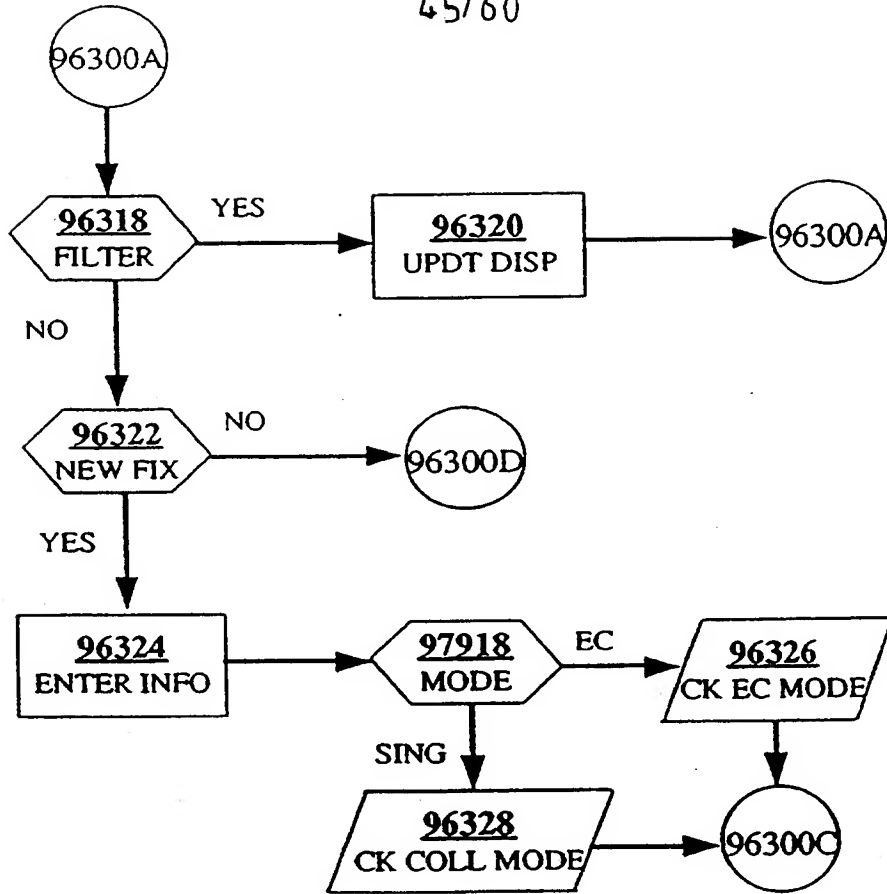 45/60
96300A
96318
FILTER
YES
96320
UPDT DISP
96300A
NO
96322
NEW FIX
NO
96300D
YES
96324
ENTER INFO
97918
MODE
EC
96326
CK EC MODE
SING
96328
CK COLL MODE
96300C